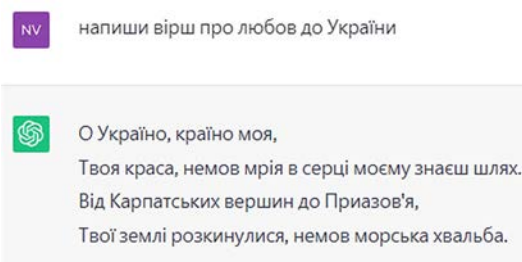 NV
напиши вірш про любов до України
О Україно, країно моя,
Твоя краса, немов мрія в серці моєму знаєш шлях.
Від Карпатських вершин до Приазов'я,
Твої землі розкинулися, немов морська хвальба.